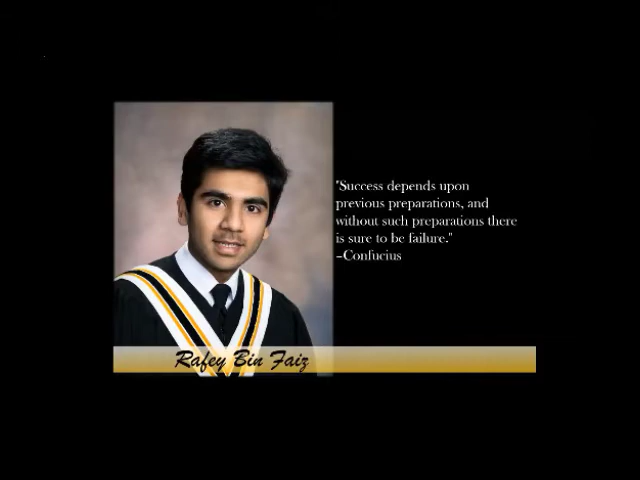 "Success depends upon
previous preparations, and
without such preparations there
is sure to be failure."
–Confucius
Rafey Bin Faiz